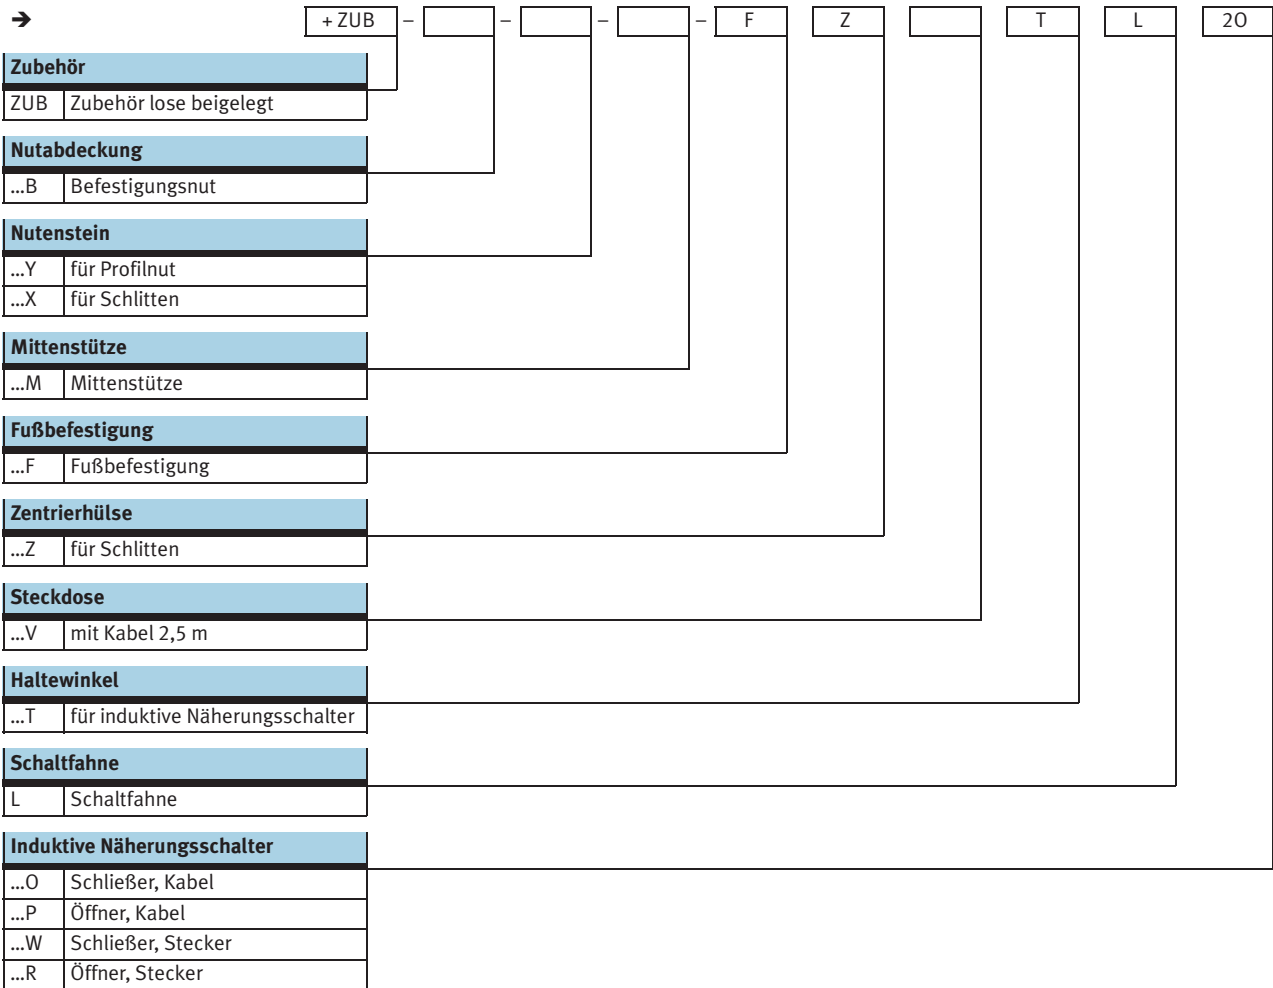 ➔ + ZUB – – – – F Z T L 2O
Zubehör
ZUB Zubehör lose beigelegt
Nutabdeckung
...B Befestigungsnut
Nutenstein
...Y für Profilnut
...X für Schlitten
Mittenstütze
...M Mittenstütze
Fußbefestigung
...F Fußbefestigung
Zentrierhülse
...Z für Schlitten
Steckdose
...V mit Kabel 2,5 m
Haltewinkel
...T für induktive Näherungsschalter
Schaltfahne
L Schaltfahne
Induktive Näherungsschalter
...O Schließer, Kabel
...P Öffner, Kabel
...W Schließer, Stecker
...R Öffner, Stecker